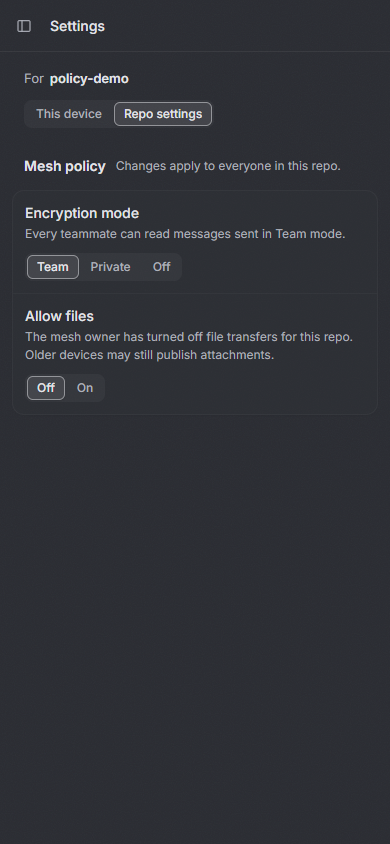 Settings
For policy-demo
This device Repo settings
Mesh policy Changes apply to everyone in this repo.
Encryption mode
Every teammate can read messages sent in Team mode.
Team Private Off
Allow files
The mesh owner has turned off file transfers for this repo.
Older devices may still publish attachments.
Off On